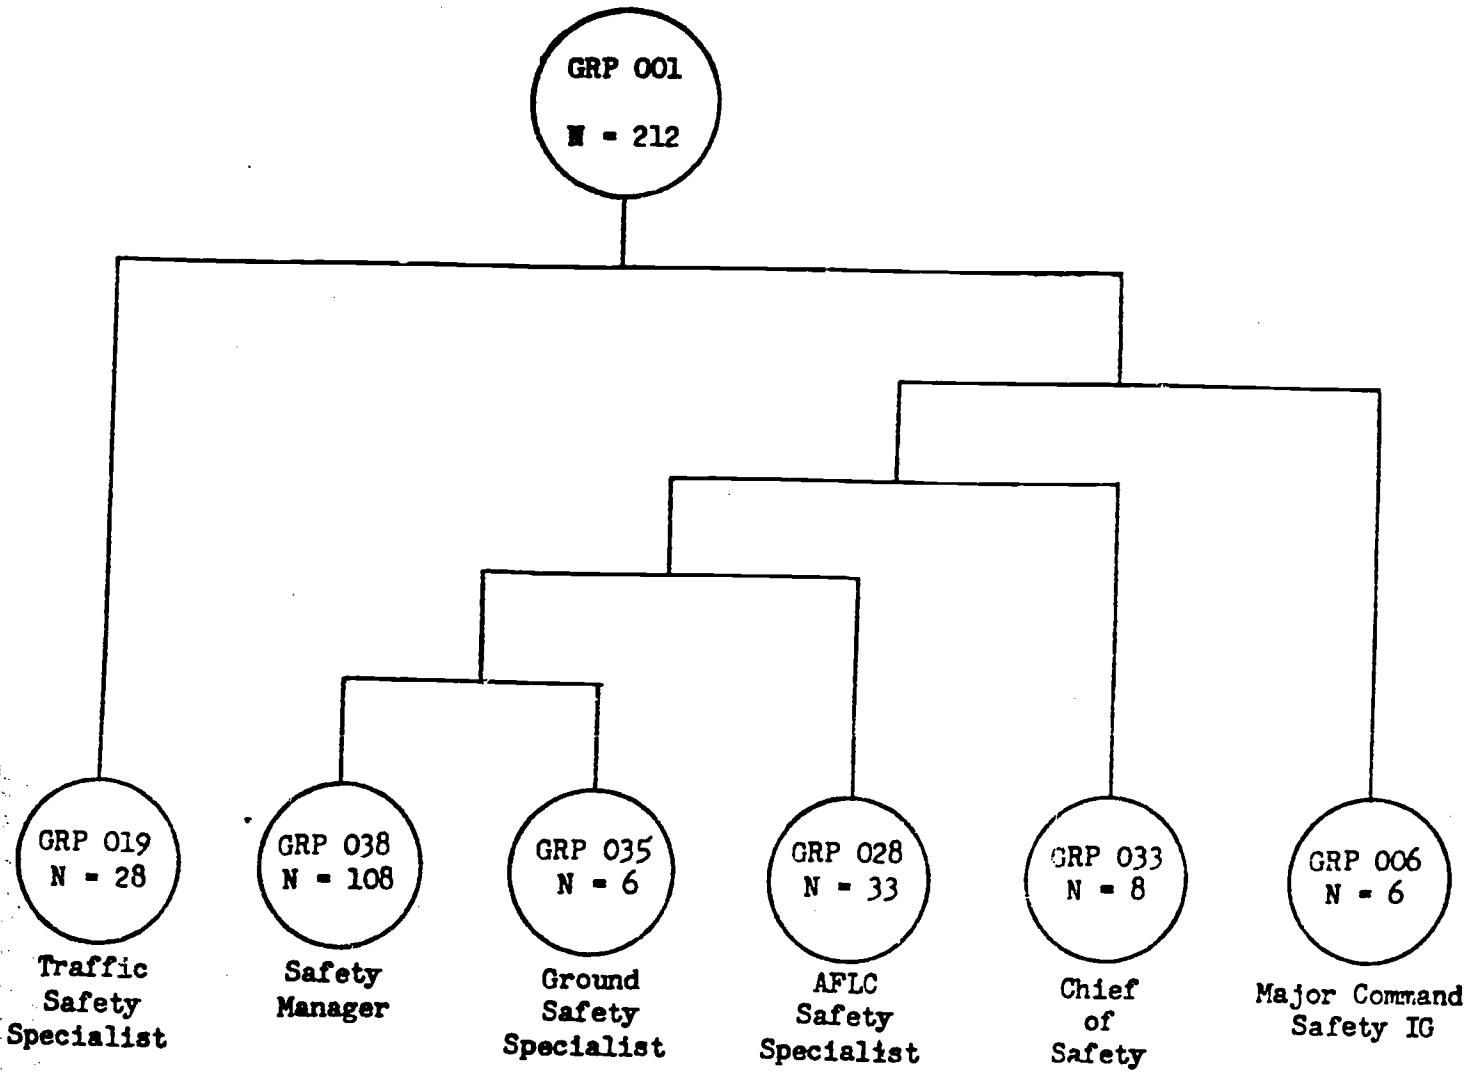 GRP 001
N = 212
GRP 019
N = 28
Traffic
Safety
Specialist
GRP 038
N = 108
Safety
Manager
GRP 035
N = 6
Ground
Safety
Specialist
GRP 028
N = 33
AFLC
Safety
Specialist
GRP 033
N = 8
Chief
of
Safety
GRP 006
N = 6
Major Command
Safety IG